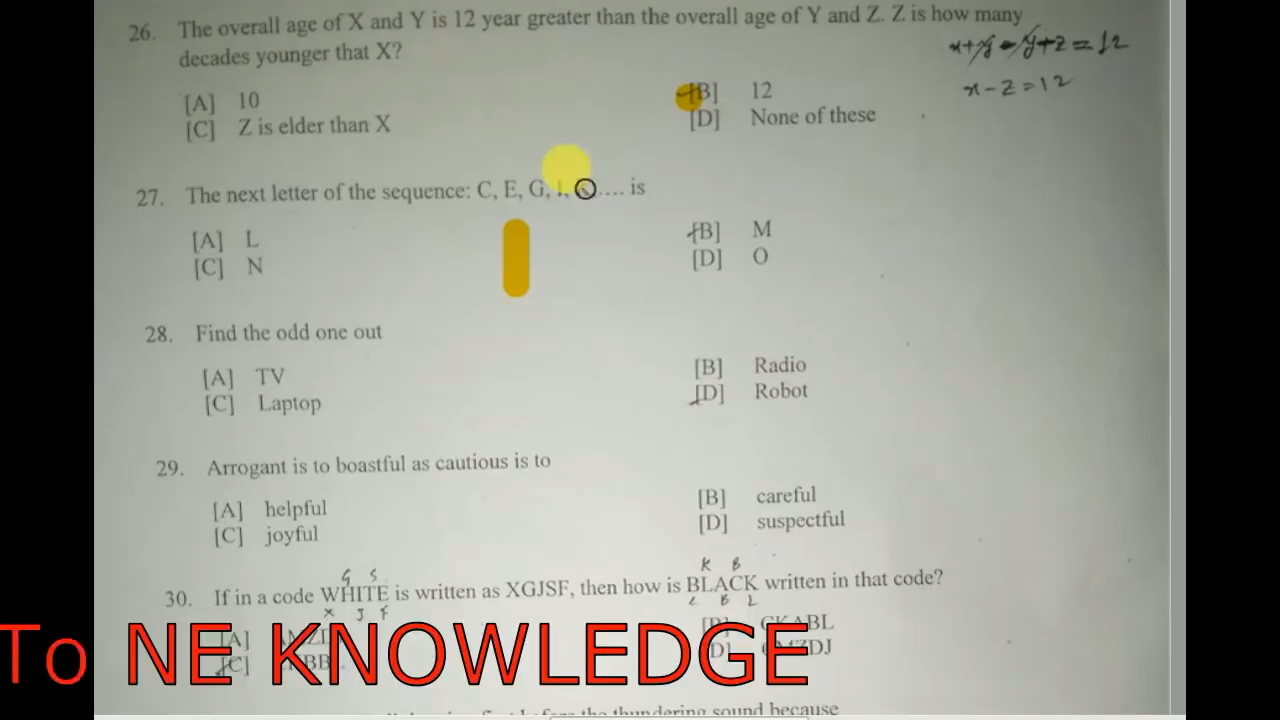 26. The overall age of X and Y is 12 year greater than the overall age of Y and Z. Z is how many
decades younger that X?
x+y - y+z = 12
x - z = 12
[A] 10 [B] 12
[C] Z is elder than X [D] None of these
27. The next letter of the sequence: C, E, G, I, .... is
[A] L [B] M
[C] N [D] O
28. Find the odd one out
[A] TV [B] Radio
[C] Laptop [D] Robot
29. Arrogant is to boastful as cautious is to
[A] helpful [B] careful
[C] joyful [D] suspectful
G S K B
30. If in a code WHITE is written as XGJSF, then how is BLACK written in that code?
X J F L B L
[A] [B]
[C] [D]
To NE KNOWLEDGE
the thundering sound because